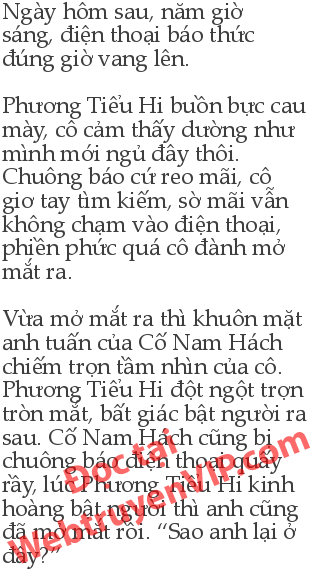 Ngày hôm sau, năm giờ
sáng, điện thoại báo thức
đúng giờ vang lên.
Phương Tiểu Hi buồn bực cau
mày, cô cảm thấy dường như
mình mới ngủ đây thôi.
Chuông báo cứ reo mãi, cô
giơ tay tìm kiếm, sờ mãi vẫn
không chạm vào điện thoại,
phiền phức quá cô đành mở
mắt ra.
Vừa mở mắt ra thì khuôn mặt
anh tuấn của Cố Nam Hách
chiếm trọn tầm nhìn của cô.
Phương Tiểu Hi đột ngột trợn
tròn mắt, bất giác bật người ra
sau. Cố Nam Hách cũng bị
chuông báo điện thoại quấy
rầy, lúc Phương Tiểu Hi kinh
hoàng bật người thì anh cũng
đã mở mắt rồi. “Sao anh lại ở
đây?”
Đọc tại
WebtruyenVIP.com